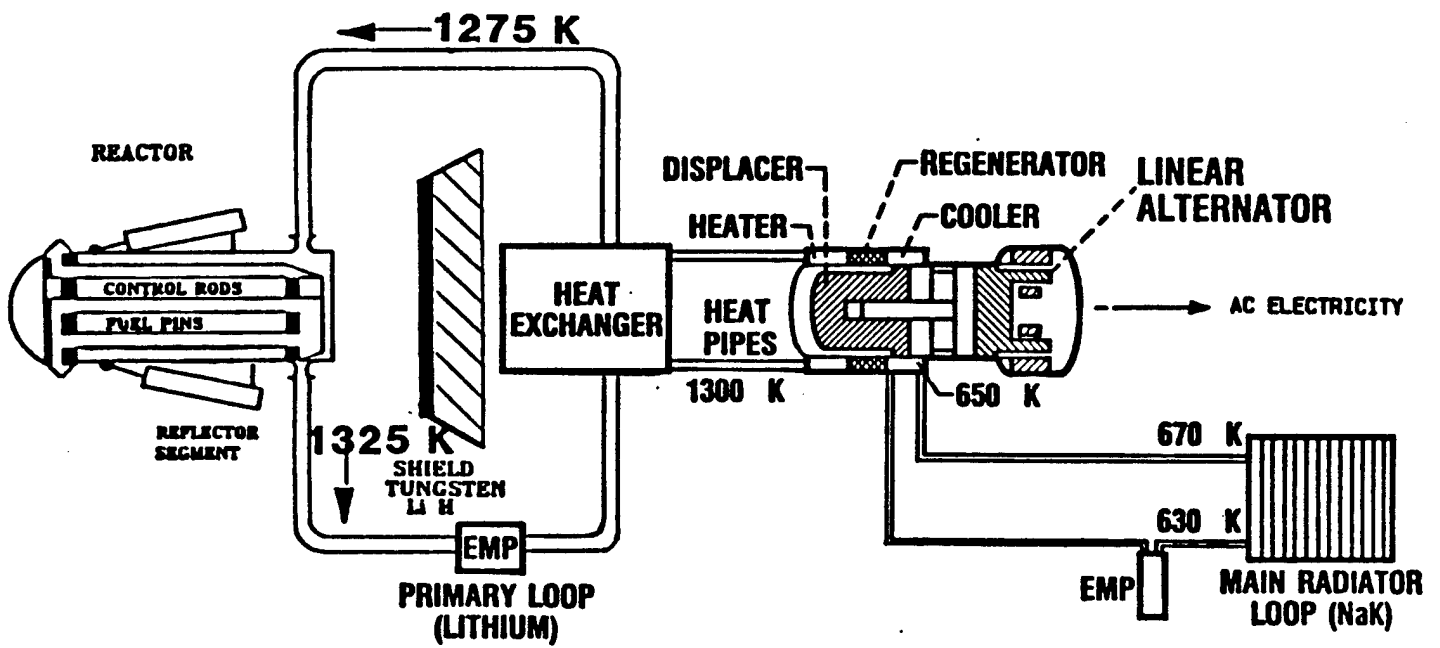 1275 K
REACTOR
DISPLACER
REGENERATOR
LINEAR
ALTERNATOR
HEATER
COOLER
CONTROL RODS
FUEL PINS
HEAT
EXCHANGER
HEAT
PIPES
AC ELECTRICITY
1300 K
650 K
REFLECTOR
SEGMENT
1325 K
SHIELD
TUNGSTEN
Li H
670 K
630 K
EMP
PRIMARY LOOP
(LITHIUM)
EMP
MAIN RADIATOR
LOOP (NaK)